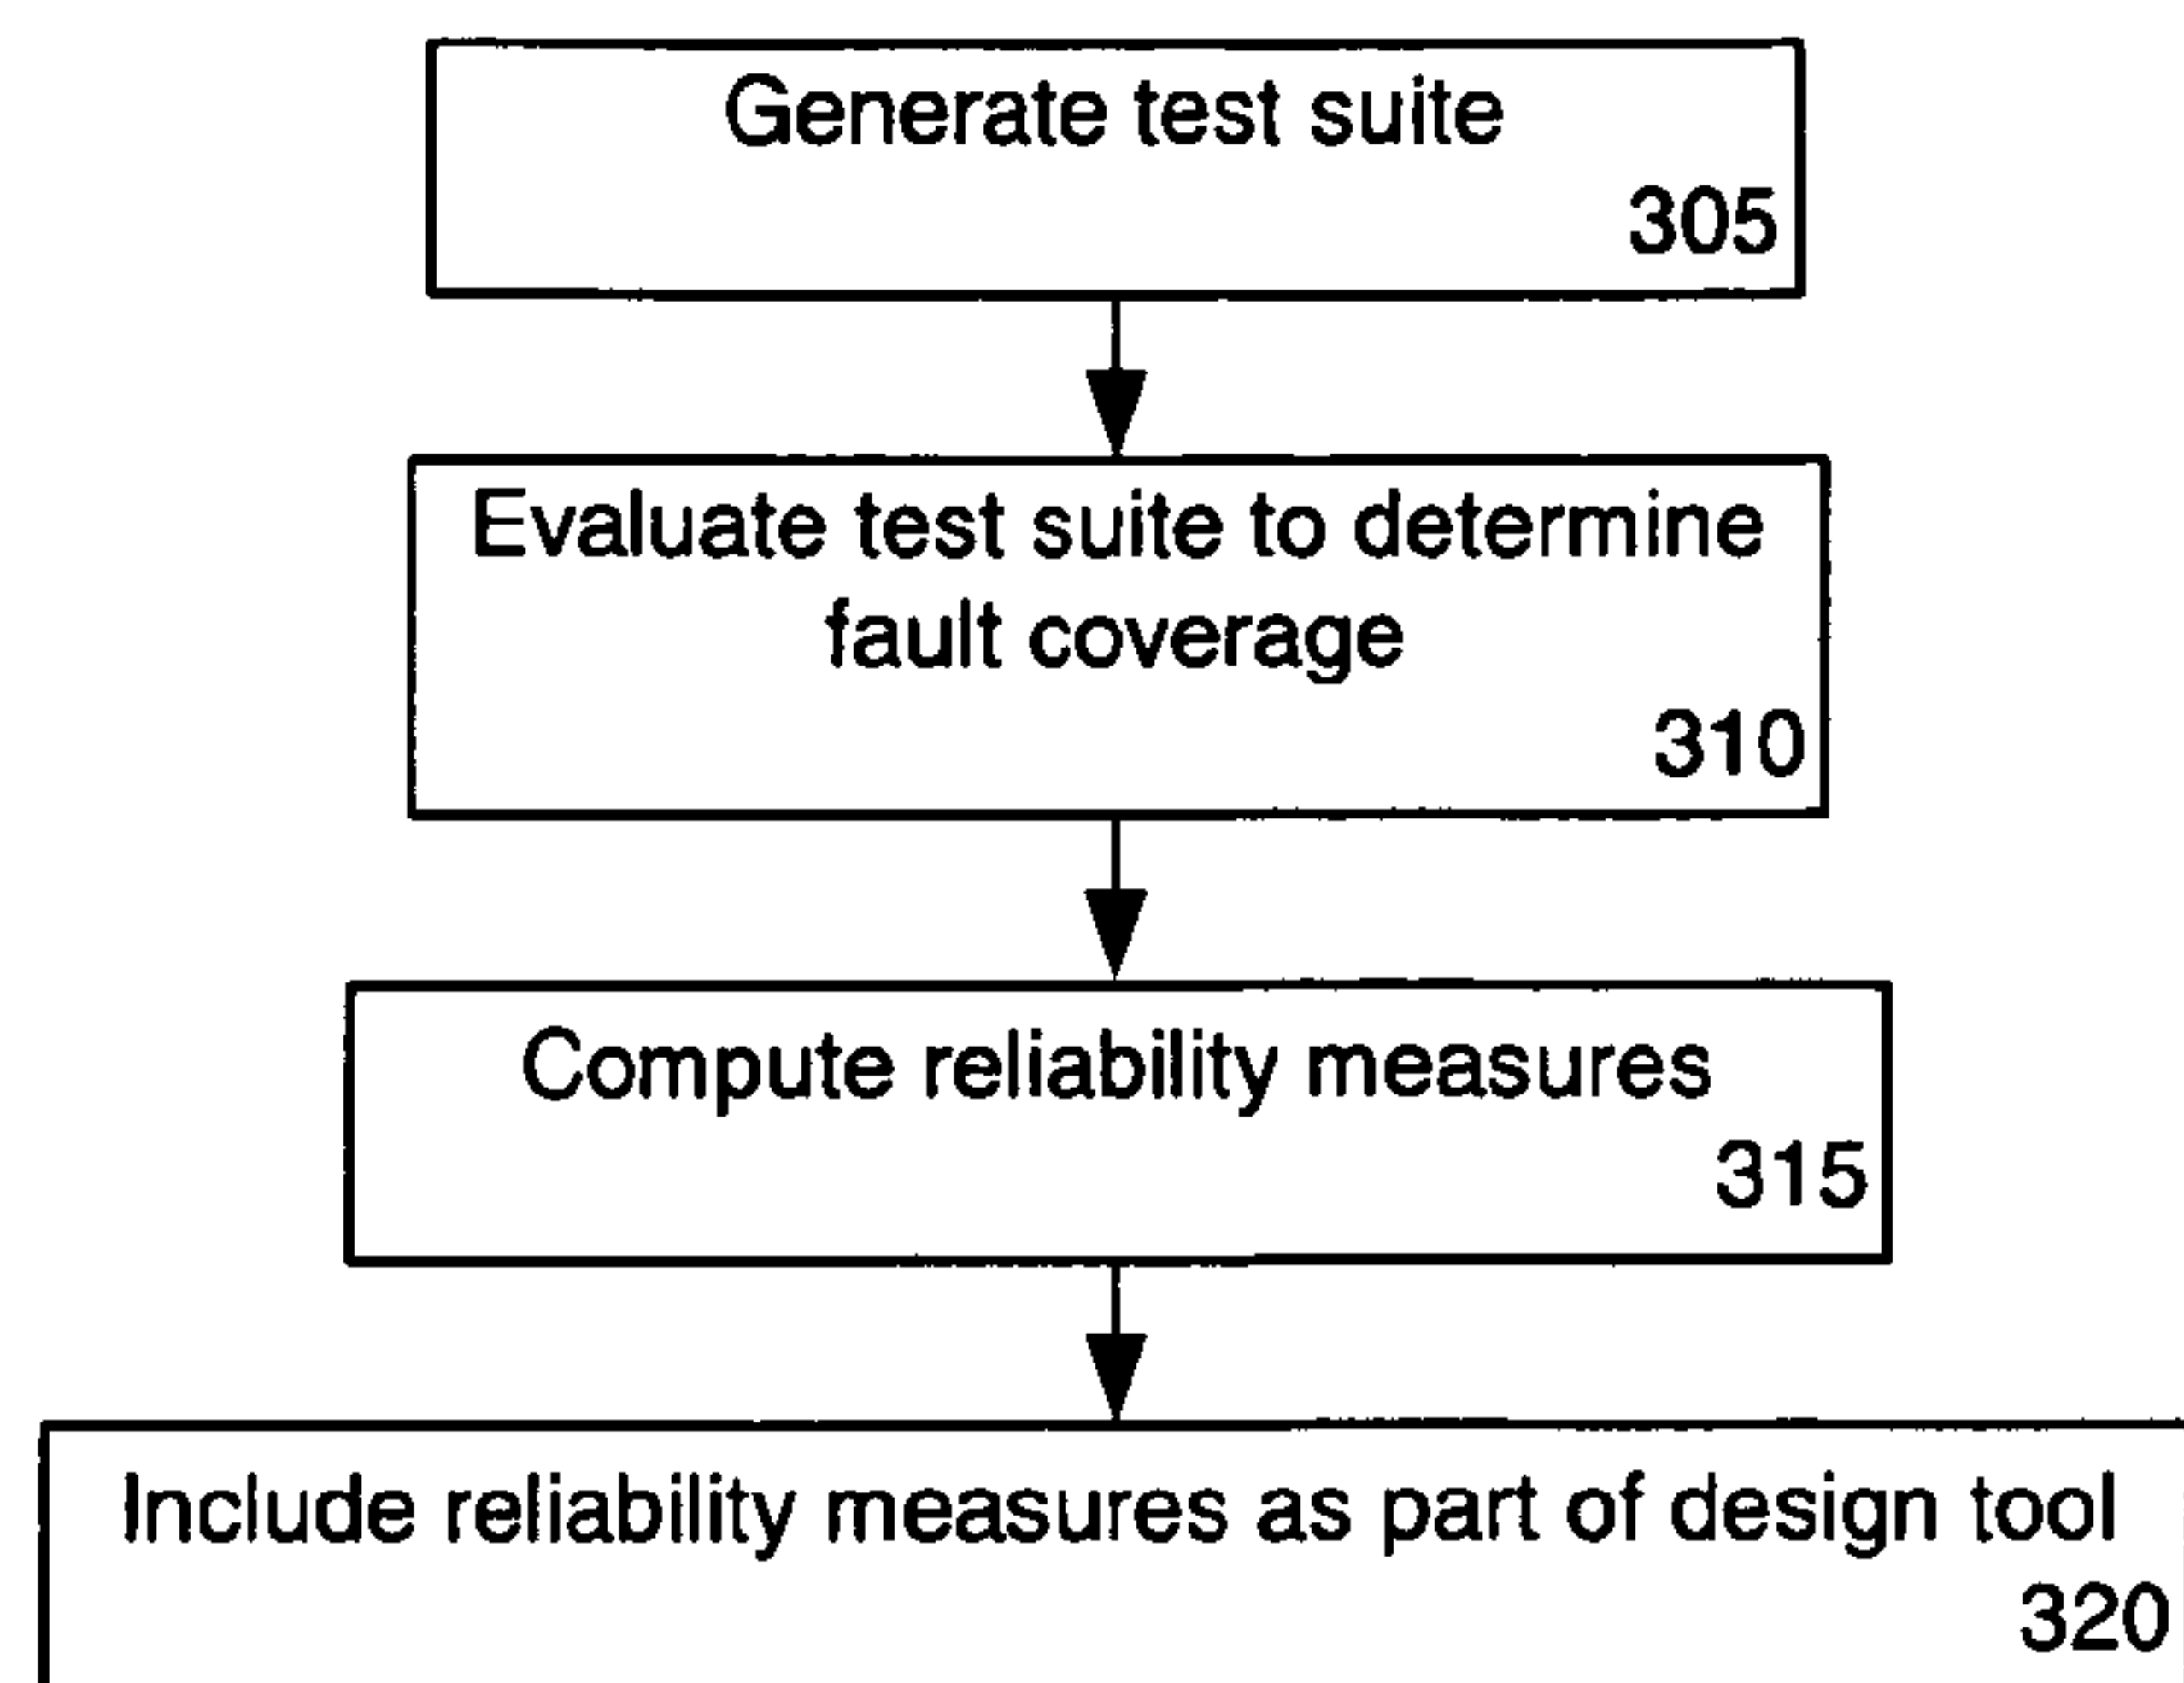 Generate test suite
305
Evaluate test suite to determine
fault coverage
310
Compute reliability measures
315
Include reliability measures as part of design tool
320